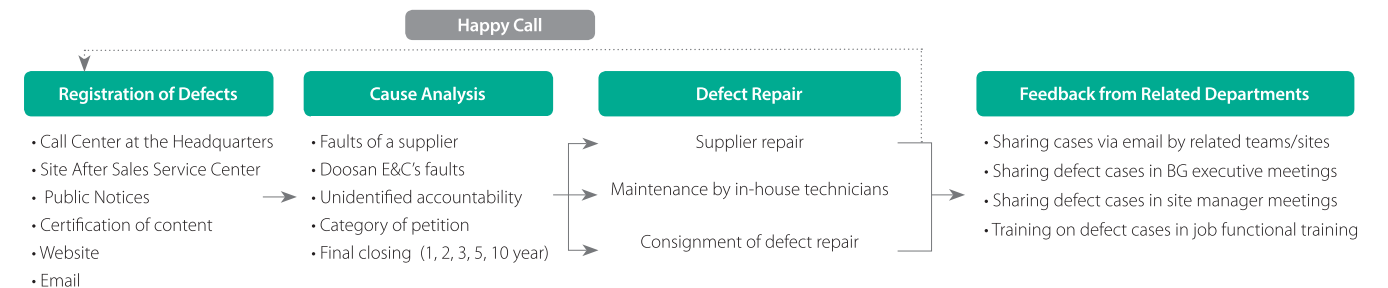 Happy Call
Registration of Defects
• Call Center at the Headquarters
• Site After Sales Service Center
• Public Notices
• Certification of content
• Website
• Email
Cause Analysis
• Faults of a supplier
• Doosan E&C's faults
• Unidentified accountability
• Category of petition
• Final closing (1, 2, 3, 5, 10 year)
Defect Repair
Supplier repair
Maintenance by in-house technicians
Consignment of defect repair
Feedback from Related Departments
• Sharing cases via email by related teams/sites
• Sharing defect cases in BG executive meetings
• Sharing defect cases in site manager meetings
• Training on defect cases in job functional training